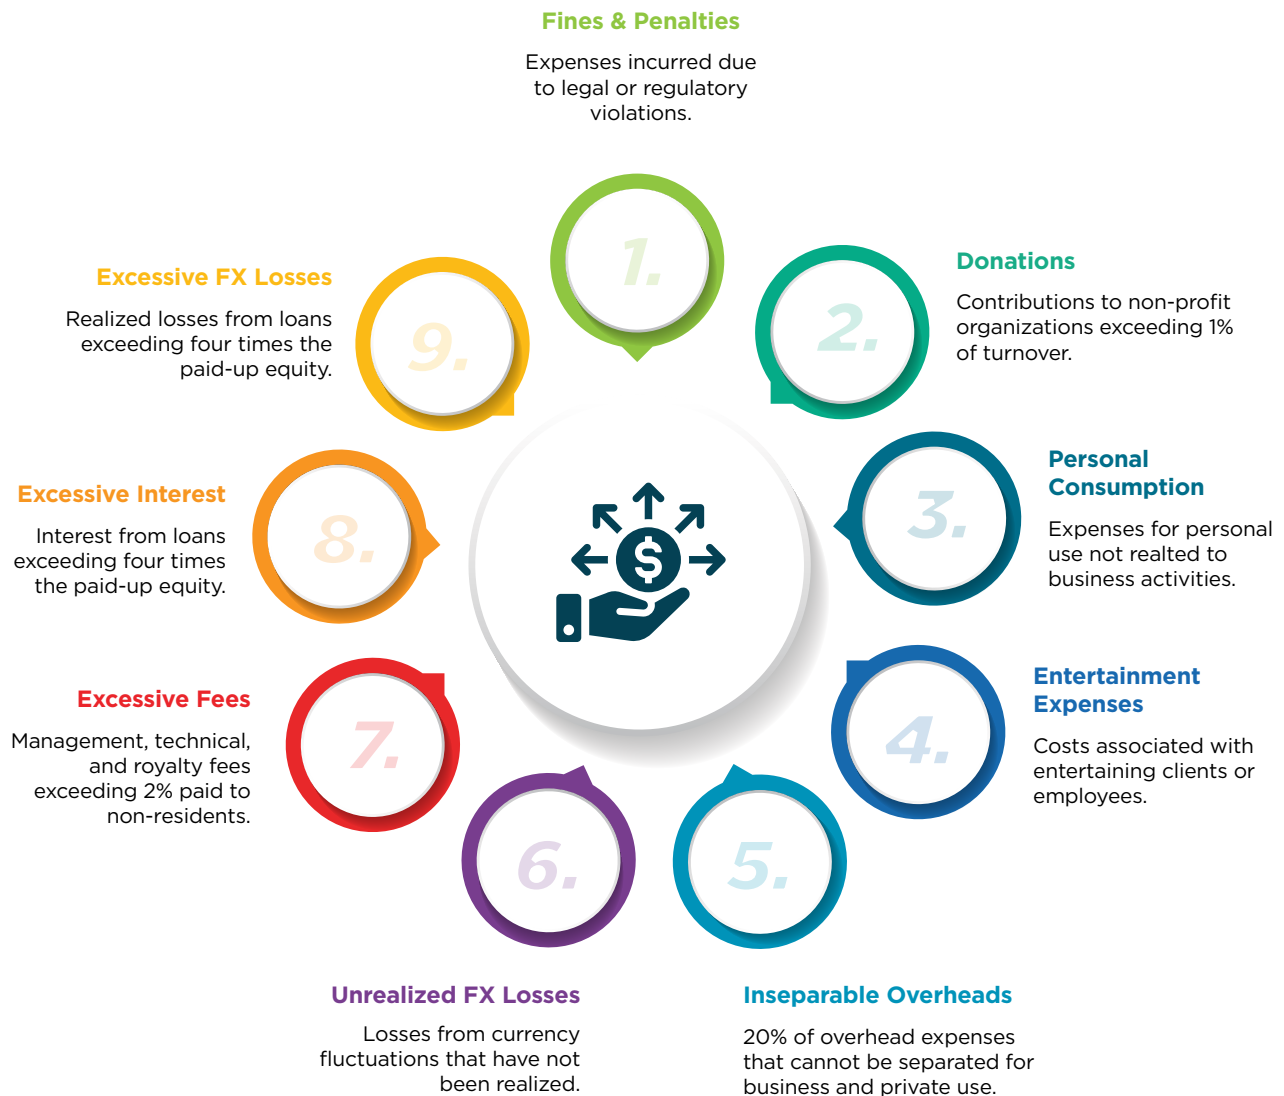 Fines & Penalties
Expenses incurred due
to legal or regulatory
violations.
1.
Donations
Contributions to non-profit
organizations exceeding 1%
of turnover.
2.
Personal
Consumption
Expenses for personal
use not realted to
business activities.
3.
Entertainment
Expenses
Costs associated with
entertaining clients or
employees.
4.
Inseparable Overheads
20% of overhead expenses
that cannot be separated for
business and private use.
5.
Unrealized FX Losses
Losses from currency
fluctuations that have not
been realized.
6.
Excessive Fees
Management, technical,
and royalty fees
exceeding 2% paid to
non-residents.
7.
Excessive Interest
Interest from loans
exceeding four times
the paid-up equity.
8.
Excessive FX Losses
Realized losses from loans
exceeding four times the
paid-up equity.
9.
$